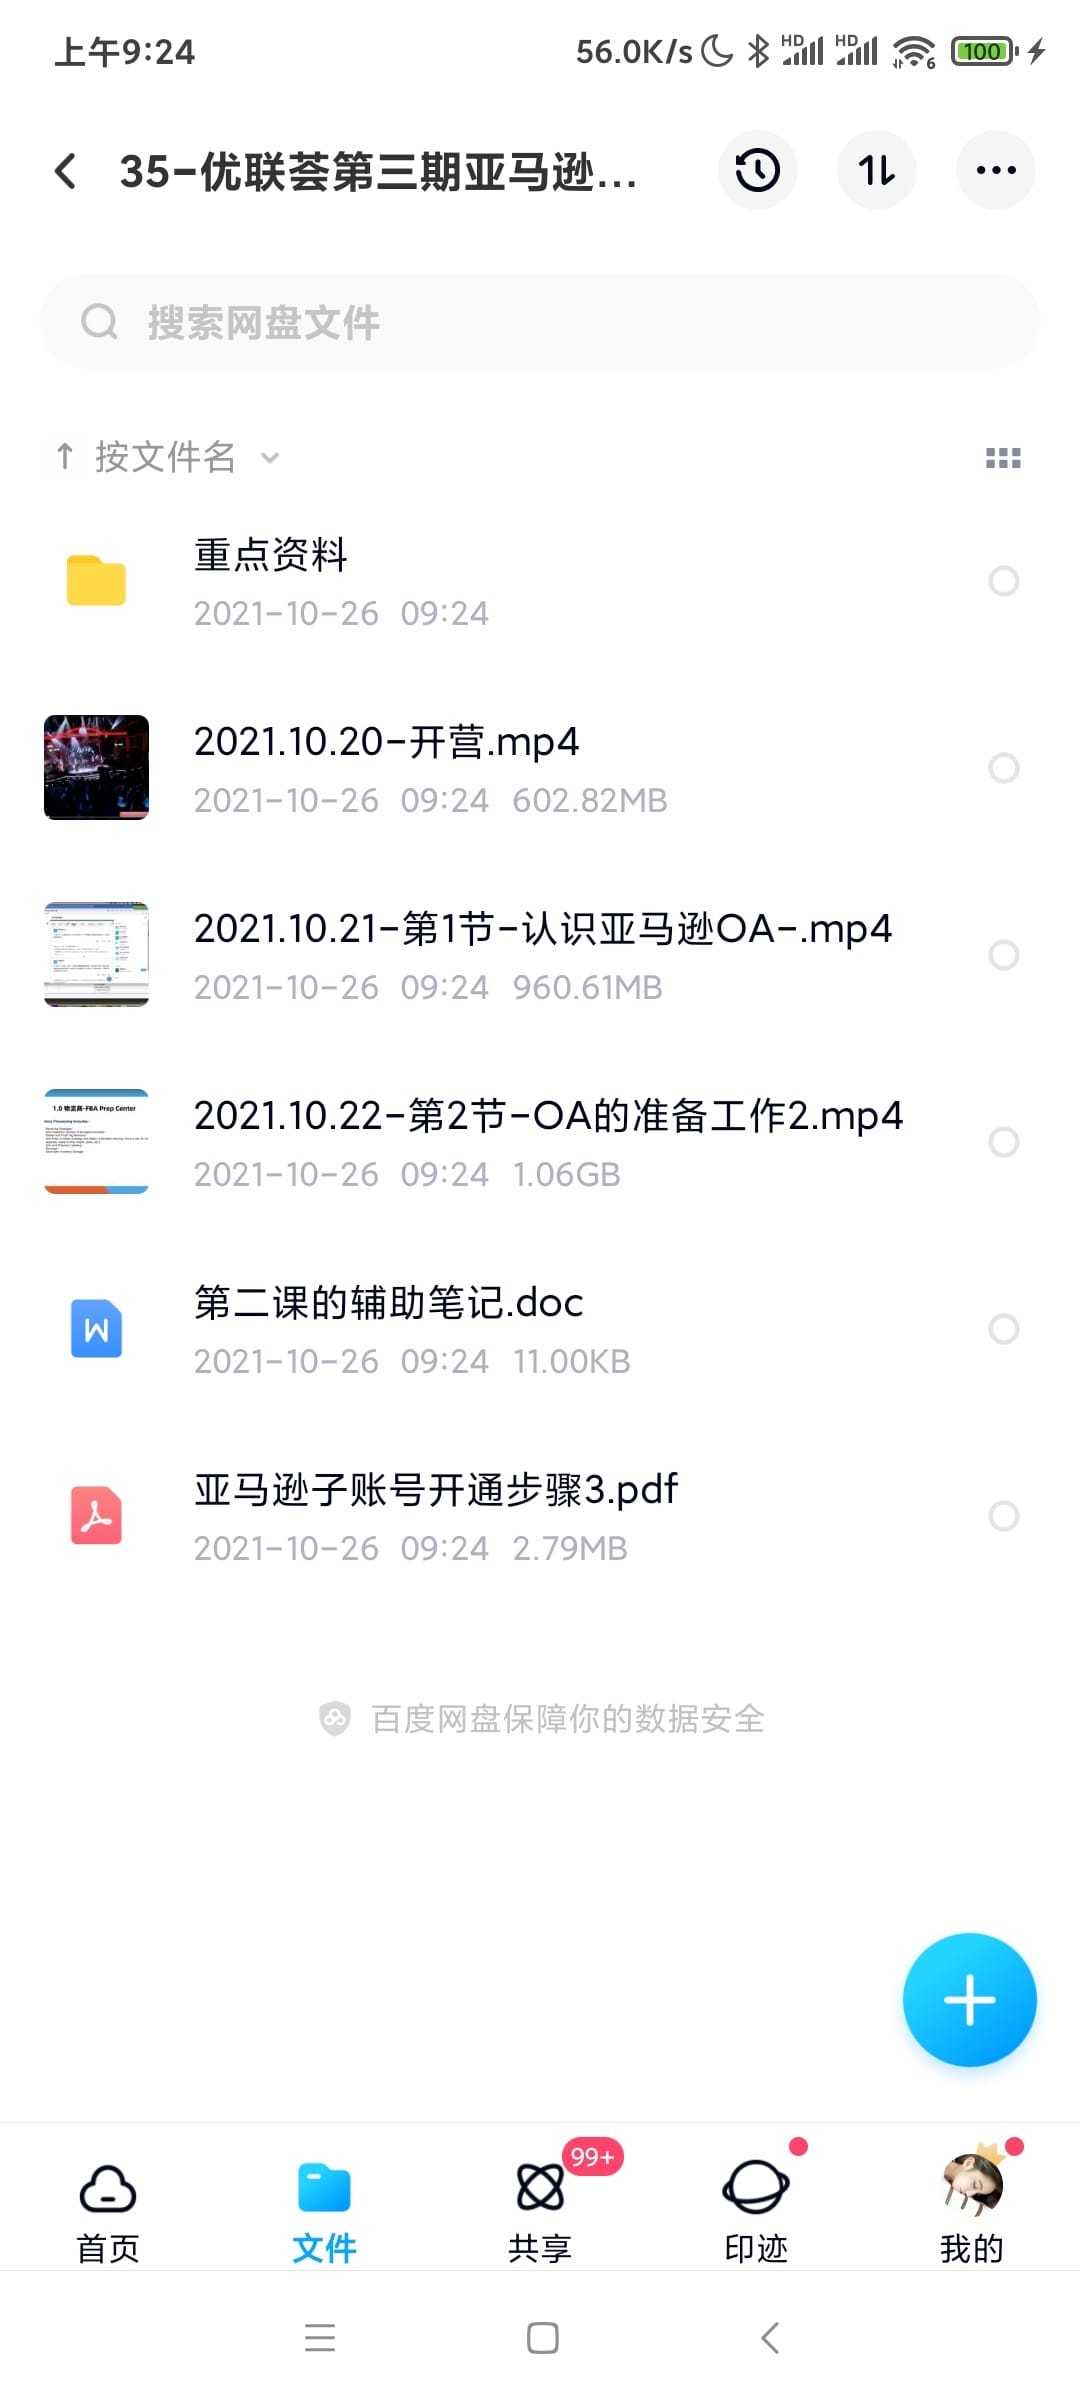 上午9:24
56.0K/s HD HD 6 100
35-优联荟第三期亚马逊...
搜索网盘文件
按文件名
重点资料
2021-10-26 09:24
2021.10.20-开营.mp4
2021-10-26 09:24 602.82MB
2021.10.21-第1节-认识亚马逊OA-.mp4
2021-10-26 09:24 960.61MB
1.0 物流商-FBA Prep Center
2021.10.22-第2节-OA的准备工作2.mp4
2021-10-26 09:24 1.06GB
W
第二课的辅助笔记.doc
2021-10-26 09:24 11.00KB
亚马逊子账号开通步骤3.pdf
2021-10-26 09:24 2.79MB
百度网盘保障你的数据安全
99+
首页 文件 共享 印迹 我的